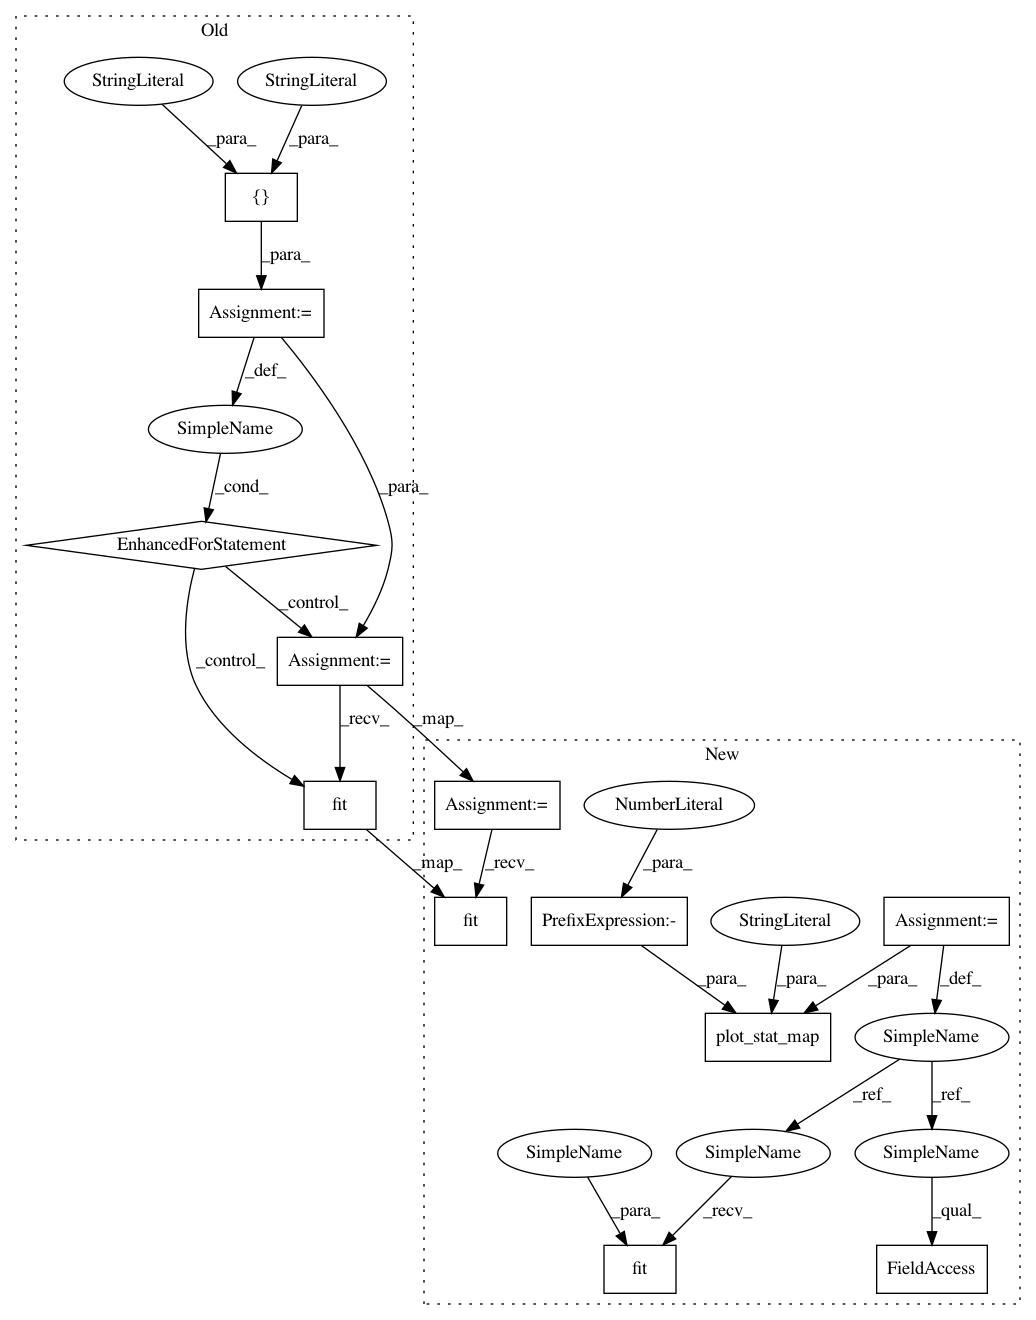 Old
StringLiteral
StringLiteral
_para_
_para_
{}
_para_
Assignment:=
_def_
SimpleName
_cond_
_para_
EnhancedForStatement
_control_
_control_
Assignment:=
_recv_
_map_
New
fit
Assignment:=
NumberLiteral
_map_
_recv_
_para_
fit
PrefixExpression:-
StringLiteral
Assignment:=
_para_
_para_
_para_
_def_
plot_stat_map
SimpleName
_ref_
_ref_
SimpleName
SimpleName
SimpleName
_para_
_recv_
_qual_
fit
FieldAccess